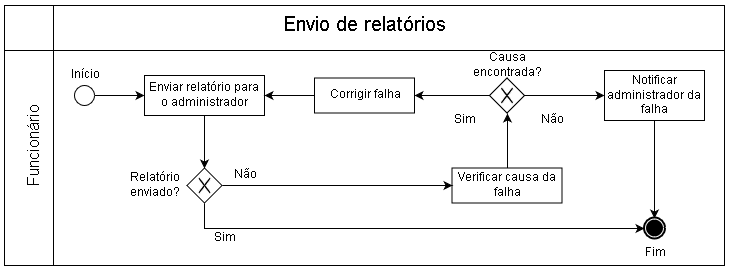 Envio de relatórios
Funcionário
Início
Enviar relatório para
o administrador
Corrigir falha
Causa
encontrada?
Sim
Não
Notificar
administrador da
falha
Relatório
enviado?
Não
Sim
Verificar causa da
falha
Fim